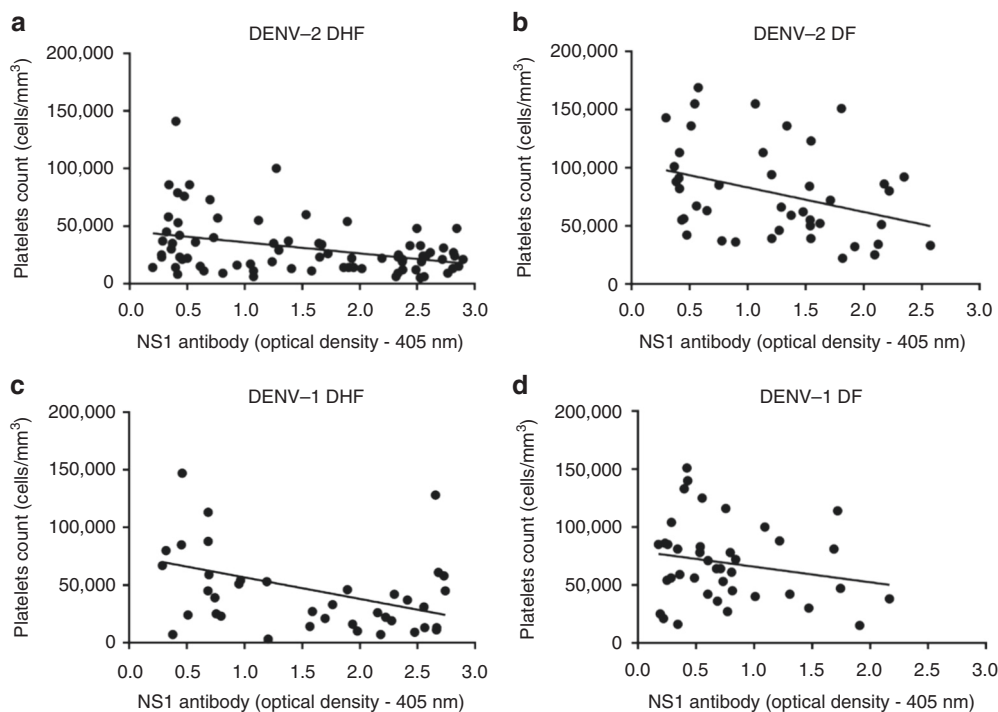 a
DENV–2 DHF
Platelets count (cells/mm³)
200,000
150,000
100,000
50,000
0
0.0 0.5 1.0 1.5 2.0 2.5 3.0
NS1 antibody (optical density - 405 nm)
b
DENV–2 DF
Platelets count (cells/mm³)
200,000
150,000
100,000
50,000
0
0.0 0.5 1.0 1.5 2.0 2.5 3.0
NS1 antibody (optical density - 405 nm)
c
DENV–1 DHF
Platelets count (cells/mm³)
200,000
150,000
100,000
50,000
0
0.0 0.5 1.0 1.5 2.0 2.5 3.0
NS1 antibody (optical density - 405 nm)
d
DENV–1 DF
Platelets count (cells/mm³)
200,000
150,000
100,000
50,000
0
0.0 0.5 1.0 1.5 2.0 2.5 3.0
NS1 antibody (optical density - 405 nm)